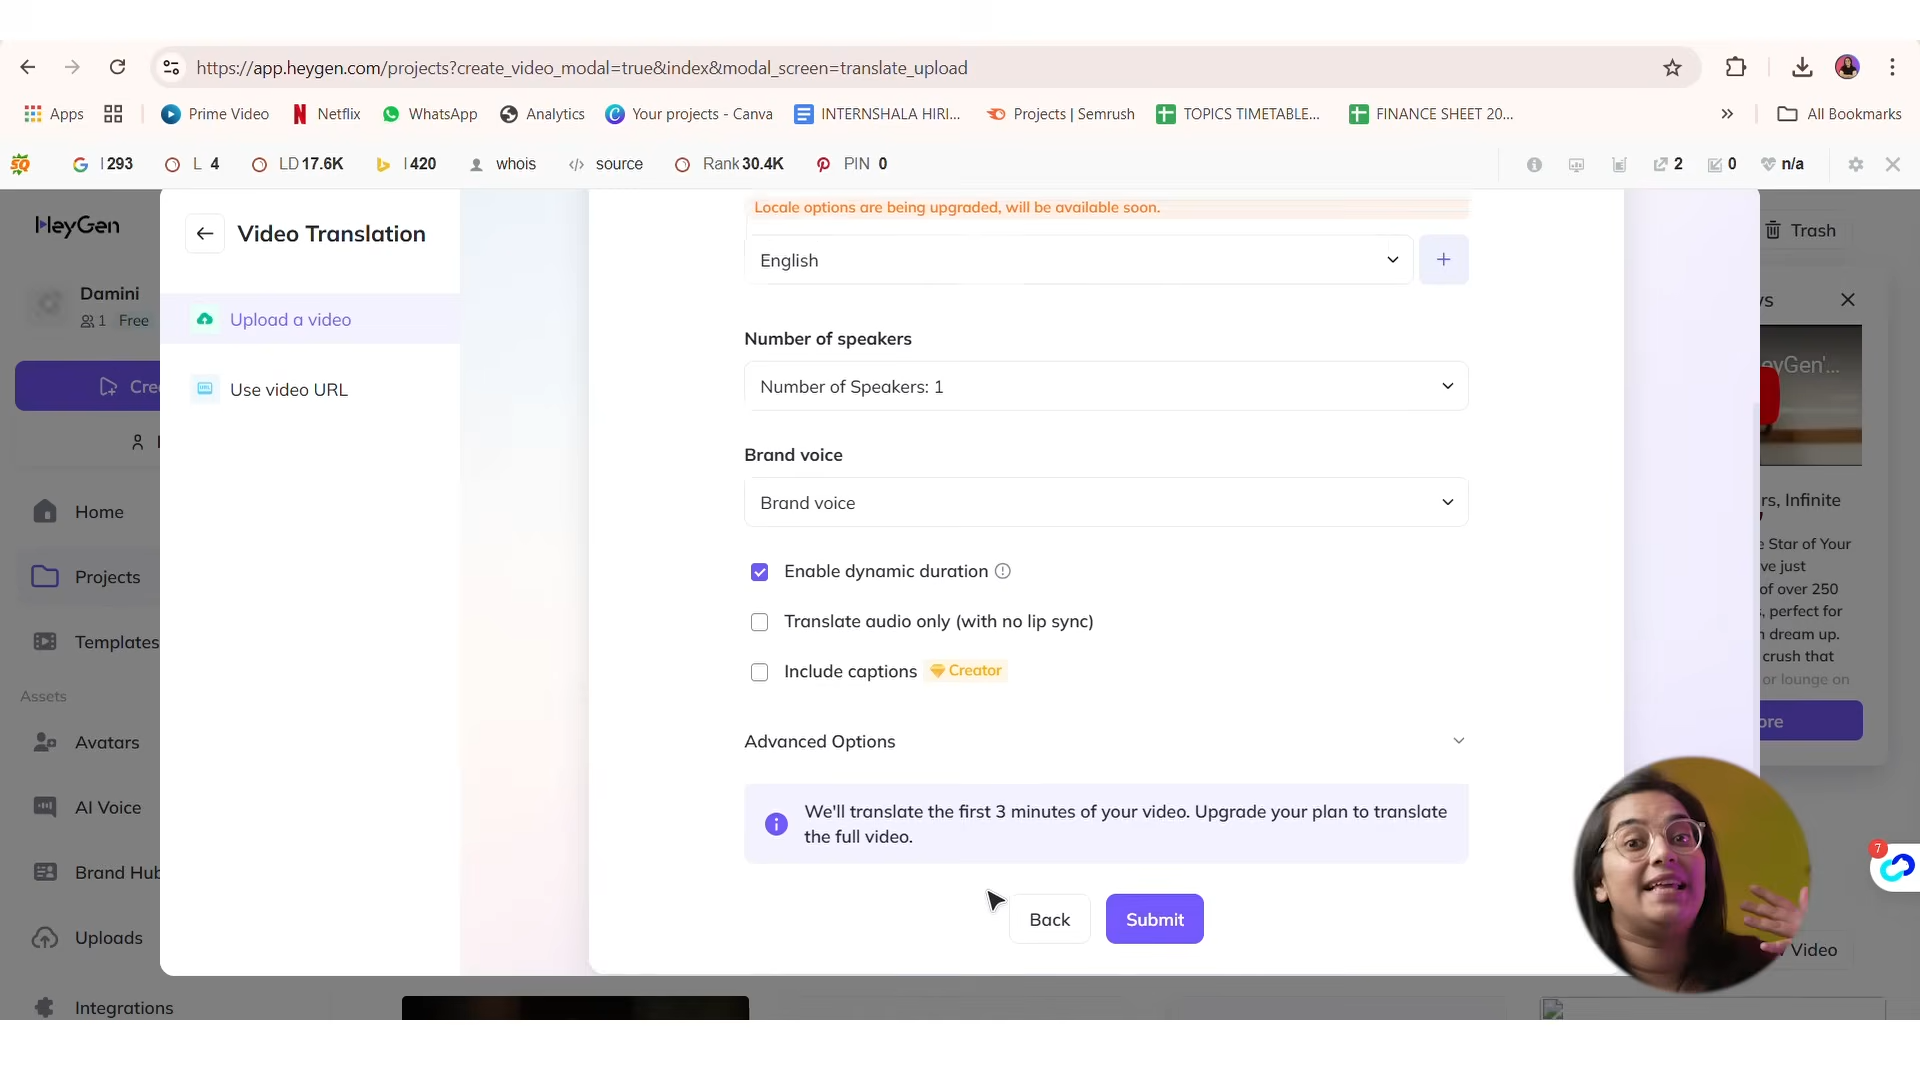 https://app.heygen.com/projects?create_video_modal=true&index&modal_screen=translate_upload
Apps
Prime Video
Netflix
WhatsApp
Analytics
Your projects - Canva
INTERNSHALA HIRI...
Projects | Semrush
TOPICS TIMETABLE...
FINANCE SHEET 20...
»
All Bookmarks
SQ
I 293
L 4
LD 17.6K
I 420
whois
source
Rank 30.4K
PIN 0
2
0
n/a
HeyGen
Damini
1 Free
Home
Projects
Templates
Assets
Avatars
AI Voice
Brand Hub
Uploads
Integrations
Video Translation
Upload a video
Use video URL
Locale options are being upgraded, will be available soon.
English
Number of speakers
Number of Speakers: 1
Brand voice
Brand voice
Enable dynamic duration
Translate audio only (with no lip sync)
Include captions Creator
Advanced Options
We'll translate the first 3 minutes of your video. Upgrade your plan to translate
the full video.
Back
Submit
Trash
rs, Infinite
Star of Your
ve just
of over 250
perfect for
dream up.
crush that
or lounge on
Video
7